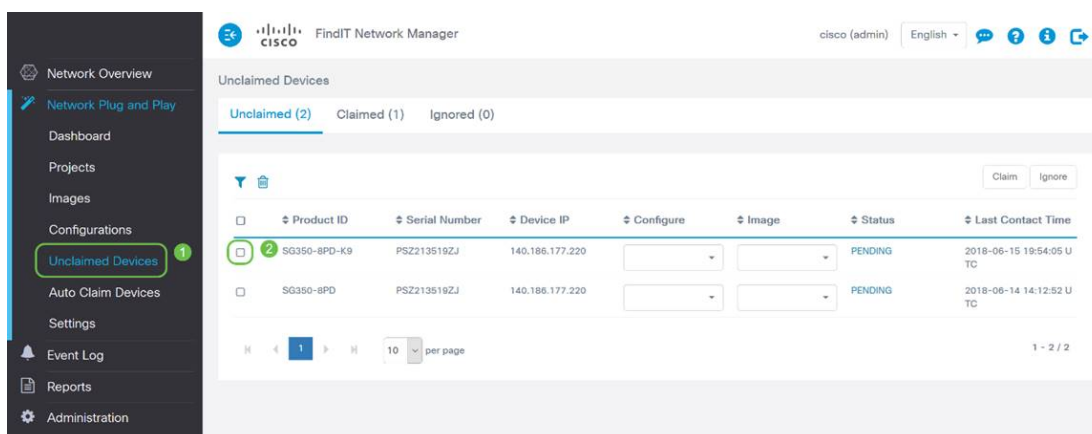 CISCO
FindIT Network Manager
cisco (admin)
English
Network Overview
Network Plug and Play
Dashboard
Projects
Images
Configurations
Unclaimed Devices
1
Auto Claim Devices
Settings
Event Log
Reports
Administration
Unclaimed Devices
Unclaimed (2) Claimed (1) Ignored (0)
Claim Ignore
Product ID Serial Number Device IP Configure Image Status Last Contact Time
2 SG350-8PD-K9 PSZ213519ZJ 140.186.177.220 PENDING 2018-06-15 19:54:05 U
TC
SG350-8PD PSZ213519ZJ 140.186.177.220 PENDING 2018-06-14 14:12:52 U
TC
1 10 per page 1 - 2 / 2